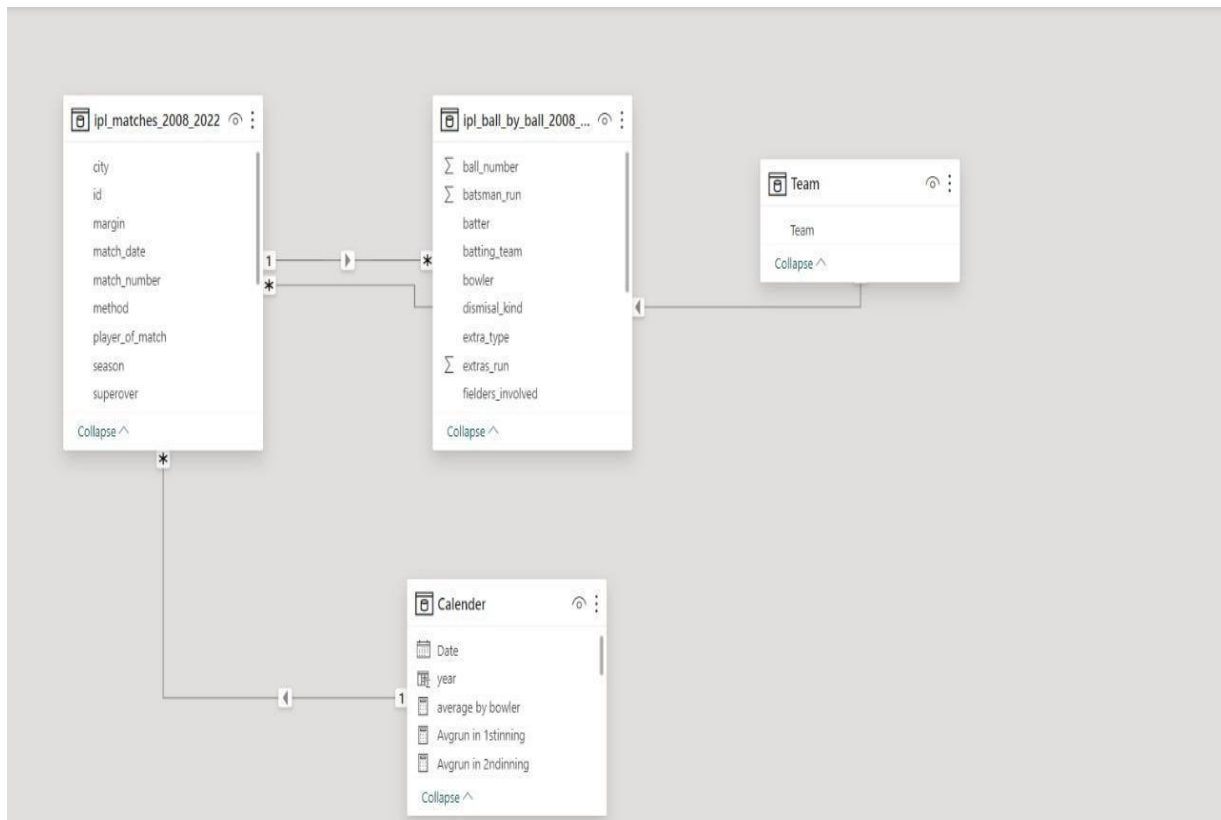 ipl_matches_2008_2022
city
id
margin
match_date
match_number
method
player_of_match
season
superover
Collapse
ipl_ball_by_ball_2008_...
ball_number
batsman_run
batter
batting_team
bowler
dismisal_kind
extra_type
extras_run
fielders_involved
Collapse
Team
Team
Collapse
1
*
*
1
*
Calender
Date
year
average by bowler
Avgrun in 1stinning
Avgrun in 2ndinning
Collapse